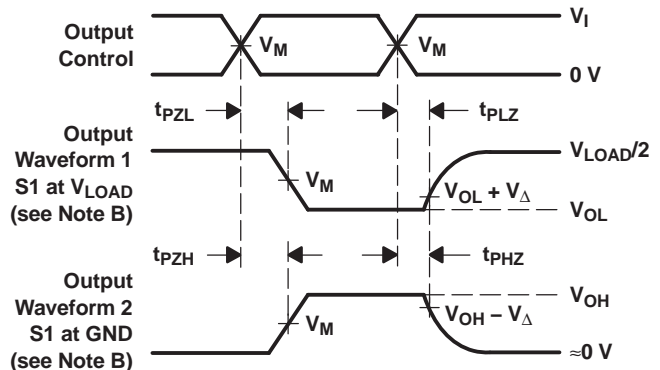 Output
Control
V_M
V_M
V_I
0 V
t_PZL
t_PLZ
Output
Waveform 1
S1 at V_LOAD
(see Note B)
V_M
V_LOAD/2
V_OL + V_Δ
V_OL
t_PZH
t_PHZ
Output
Waveform 2
S1 at GND
(see Note B)
V_M
V_OH
V_OH – V_Δ
≈0 V